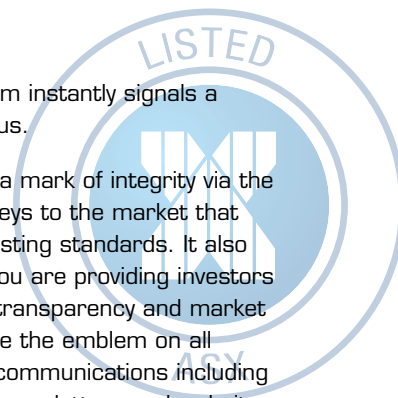 LISTED
m instantly signals a
us.
a mark of integrity via the
eys to the market that
sting standards. It also
ou are providing investors
transparency and market
e the emblem on all
communications including
ASX